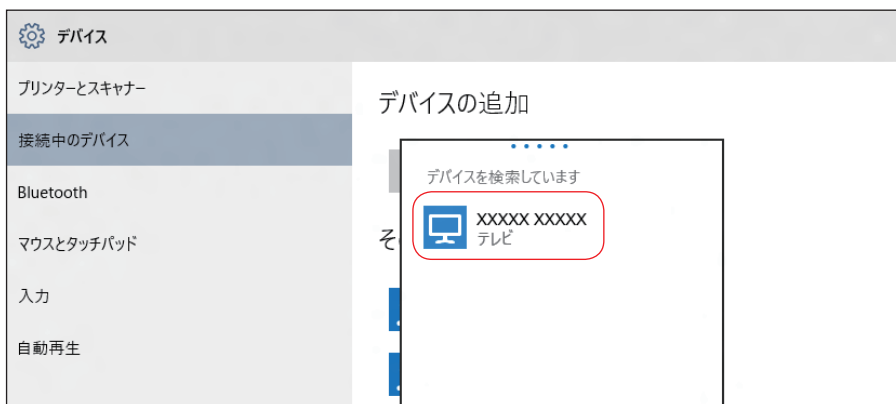 デバイス
プリンターとスキャナー
接続中のデバイス
Bluetooth
マウスとタッチパッド
入力
自動再生
デバイスの追加
デバイスを検索しています
XXXXX XXXXX
テレビ
そ